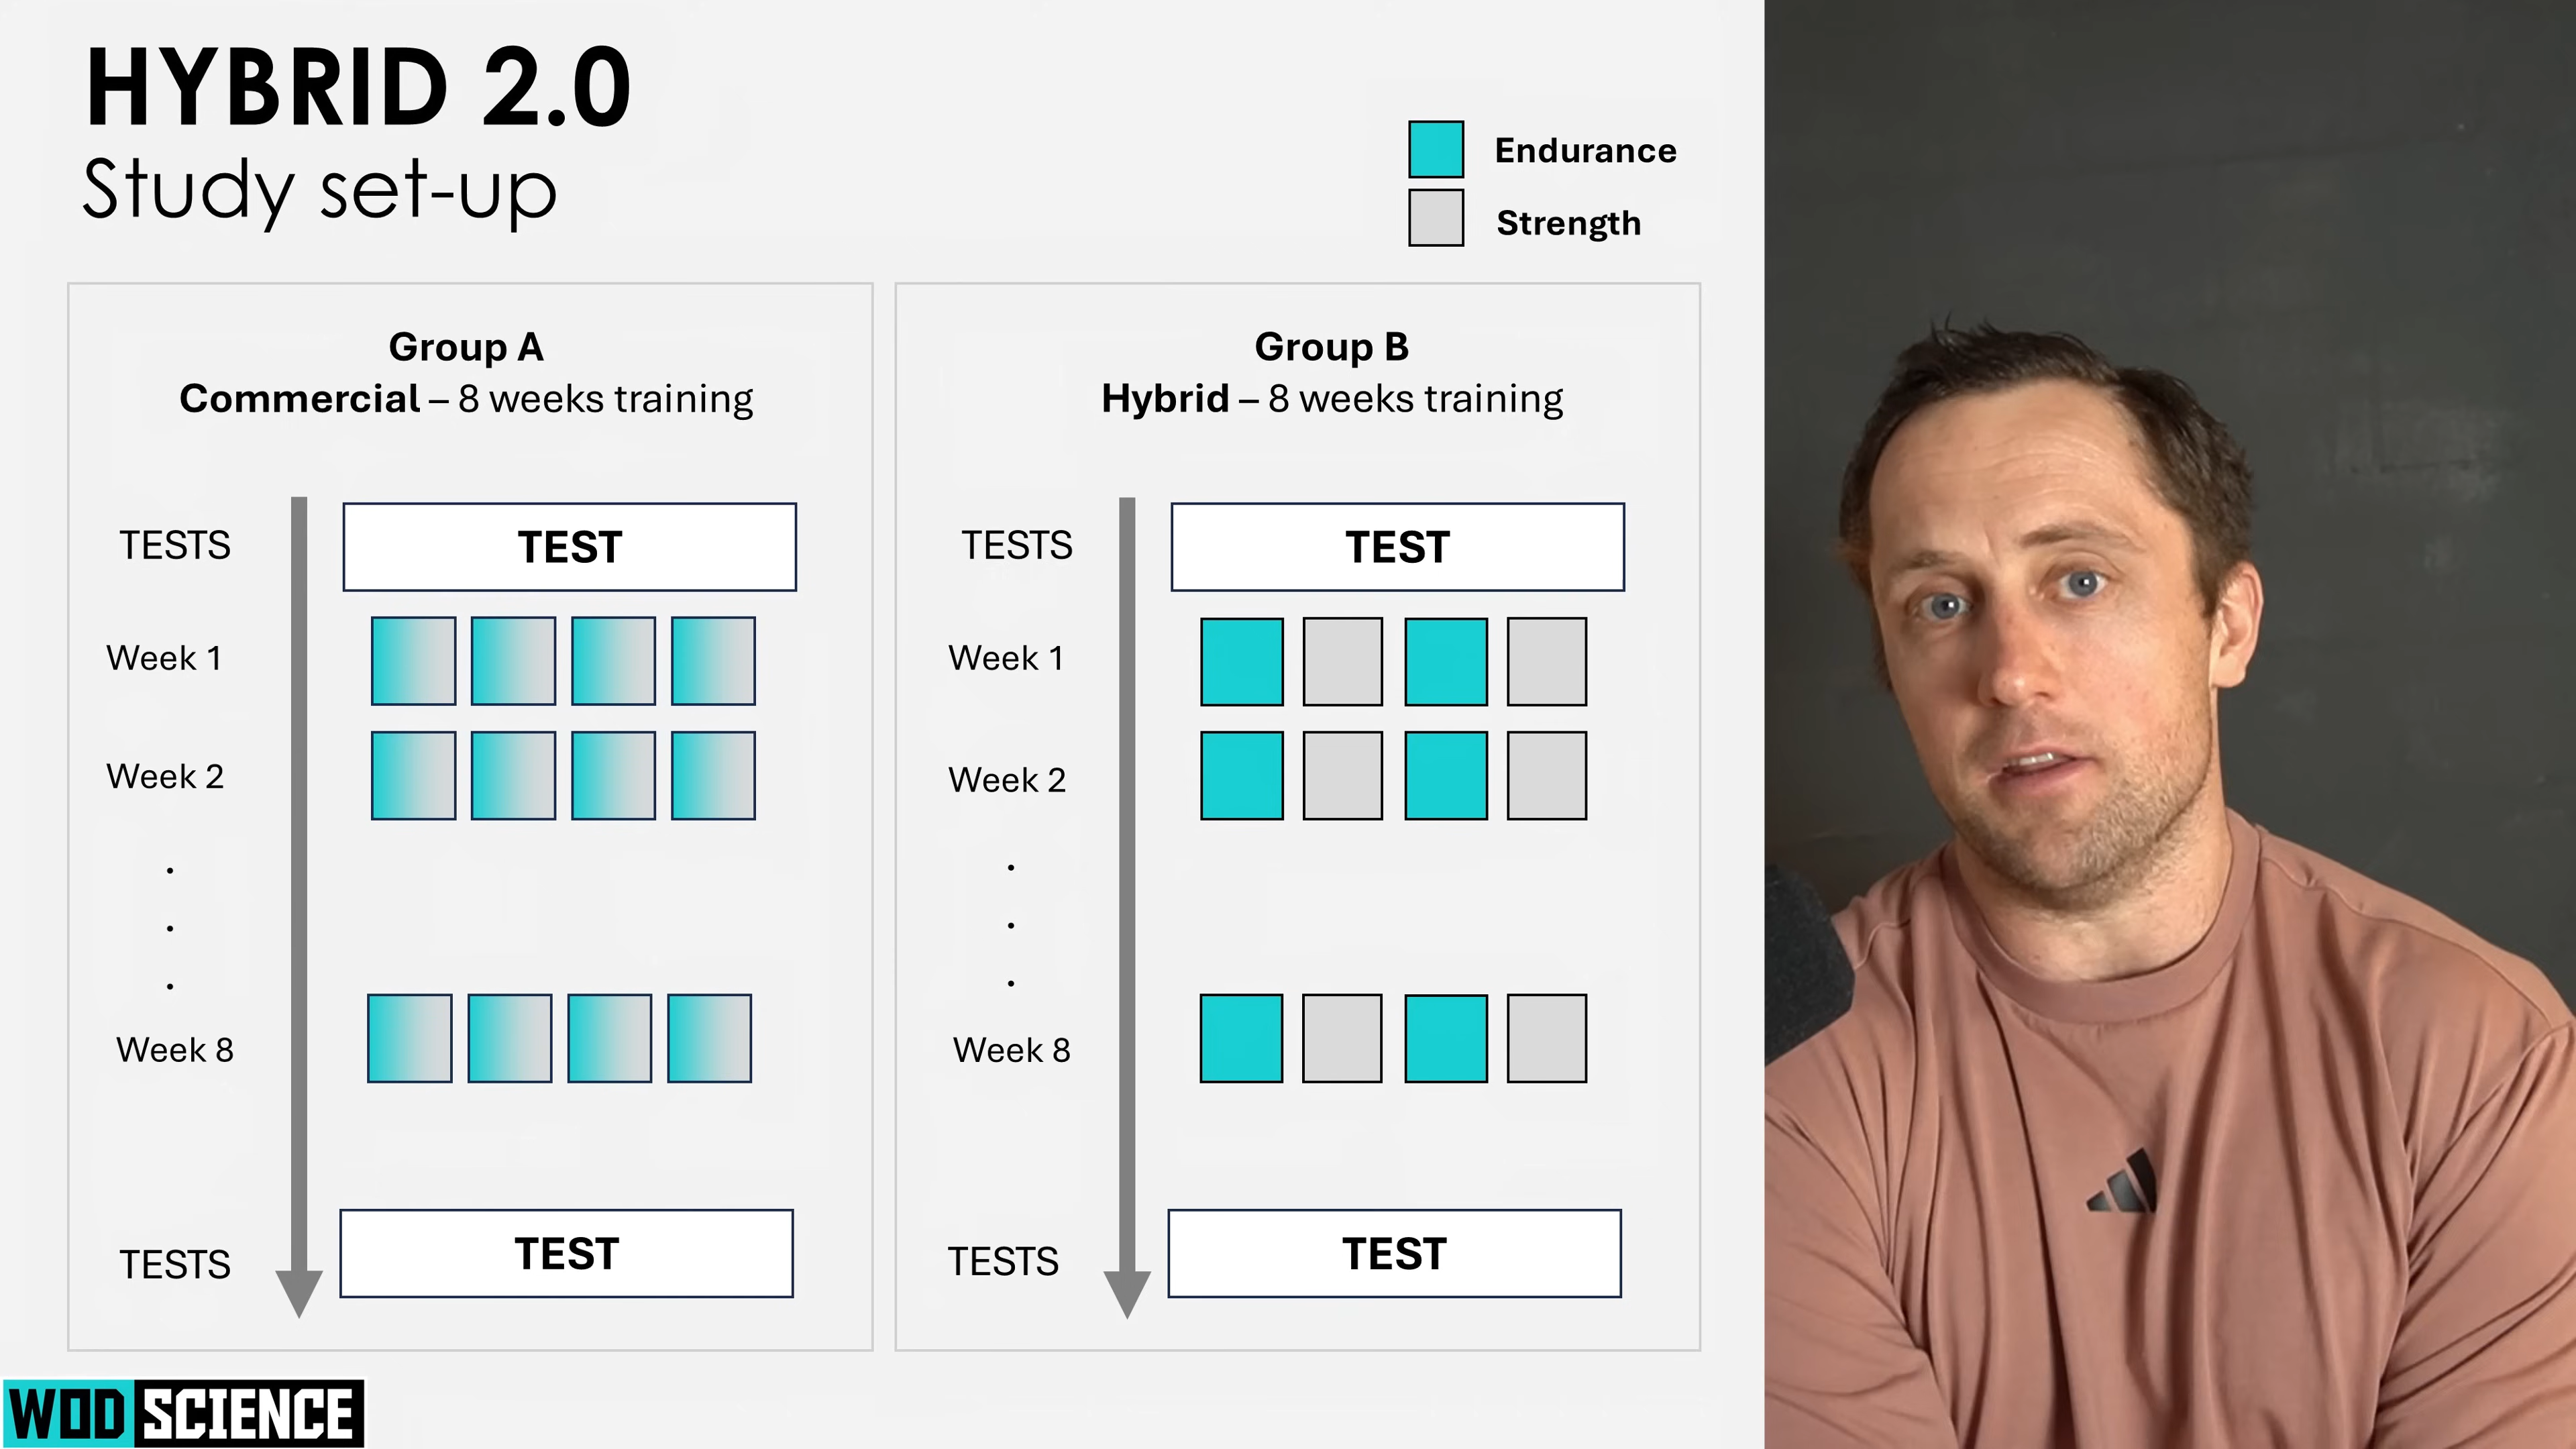 HYBRID 2.0
Study set-up
Endurance
Strength
Group A
Commercial – 8 weeks training
TESTS
TEST
Week 1
Week 2
.
.
.
Week 8
TESTS
TEST
Group B
Hybrid – 8 weeks training
TESTS
TEST
Week 1
Week 2
.
.
.
Week 8
TESTS
TEST
WOD SCIENCE